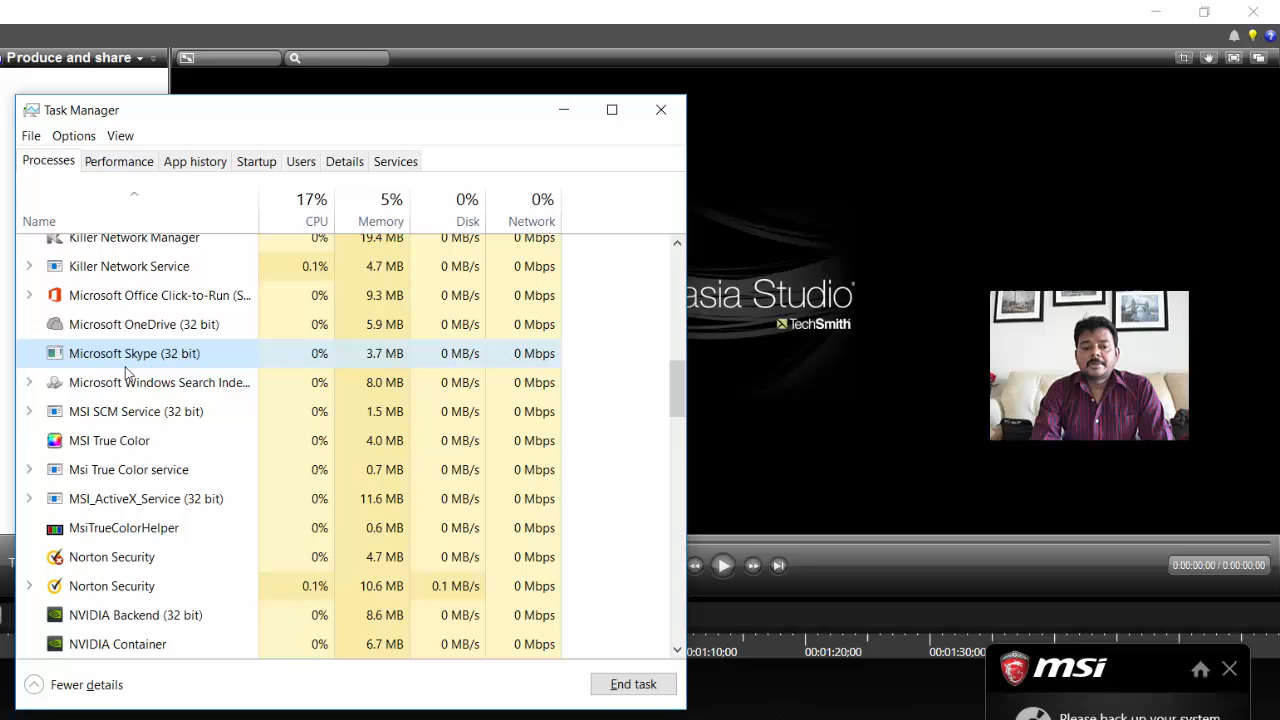 Produce and share
Task Manager
File Options View
Processes Performance App history Startup Users Details Services
17% 5% 0% 0%
Name CPU Memory Disk Network
Killer Network Manager 0% 19.4 MB 0 MB/s 0 Mbps
Killer Network Service 0.1% 4.7 MB 0 MB/s 0 Mbps
Microsoft Office Click-to-Run (S... 0% 9.3 MB 0 MB/s 0 Mbps
Microsoft OneDrive (32 bit) 0% 5.9 MB 0 MB/s 0 Mbps
Microsoft Skype (32 bit) 0% 3.7 MB 0 MB/s 0 Mbps
Microsoft Windows Search Inde... 0% 8.0 MB 0 MB/s 0 Mbps
MSI SCM Service (32 bit) 0% 1.5 MB 0 MB/s 0 Mbps
MSI True Color 0% 4.0 MB 0 MB/s 0 Mbps
Msi True Color service 0% 0.7 MB 0 MB/s 0 Mbps
MSI_ActiveX_Service (32 bit) 0% 11.6 MB 0 MB/s 0 Mbps
MsiTrueColorHelper 0% 0.6 MB 0 MB/s 0 Mbps
Norton Security 0% 4.7 MB 0 MB/s 0 Mbps
Norton Security 0.1% 10.6 MB 0.1 MB/s 0 Mbps
NVIDIA Backend (32 bit) 0% 8.6 MB 0 MB/s 0 Mbps
NVIDIA Container 0% 6.7 MB 0 MB/s 0 Mbps
Fewer details End task
asia Studio®
TechSmith
0:00:00;00 / 0:00:00;00
0:01:10;00 00:01:20;00 00:01:30;00
msi
Please back up your system